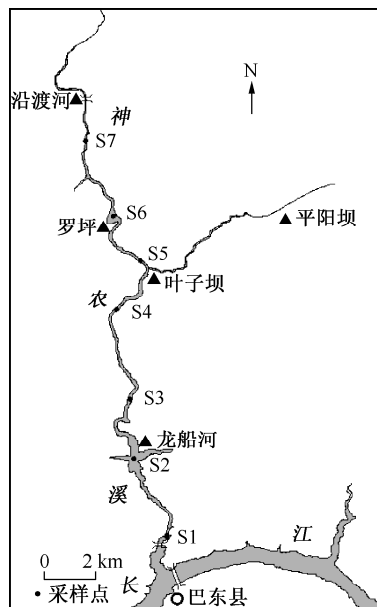 N
沿渡河
神
S7
S6
罗坪
平阳坝
S5
叶子坝
农
S4
S3
龙船河
S2
溪
S1
江
0 2 km
长
•采样点
巴东县